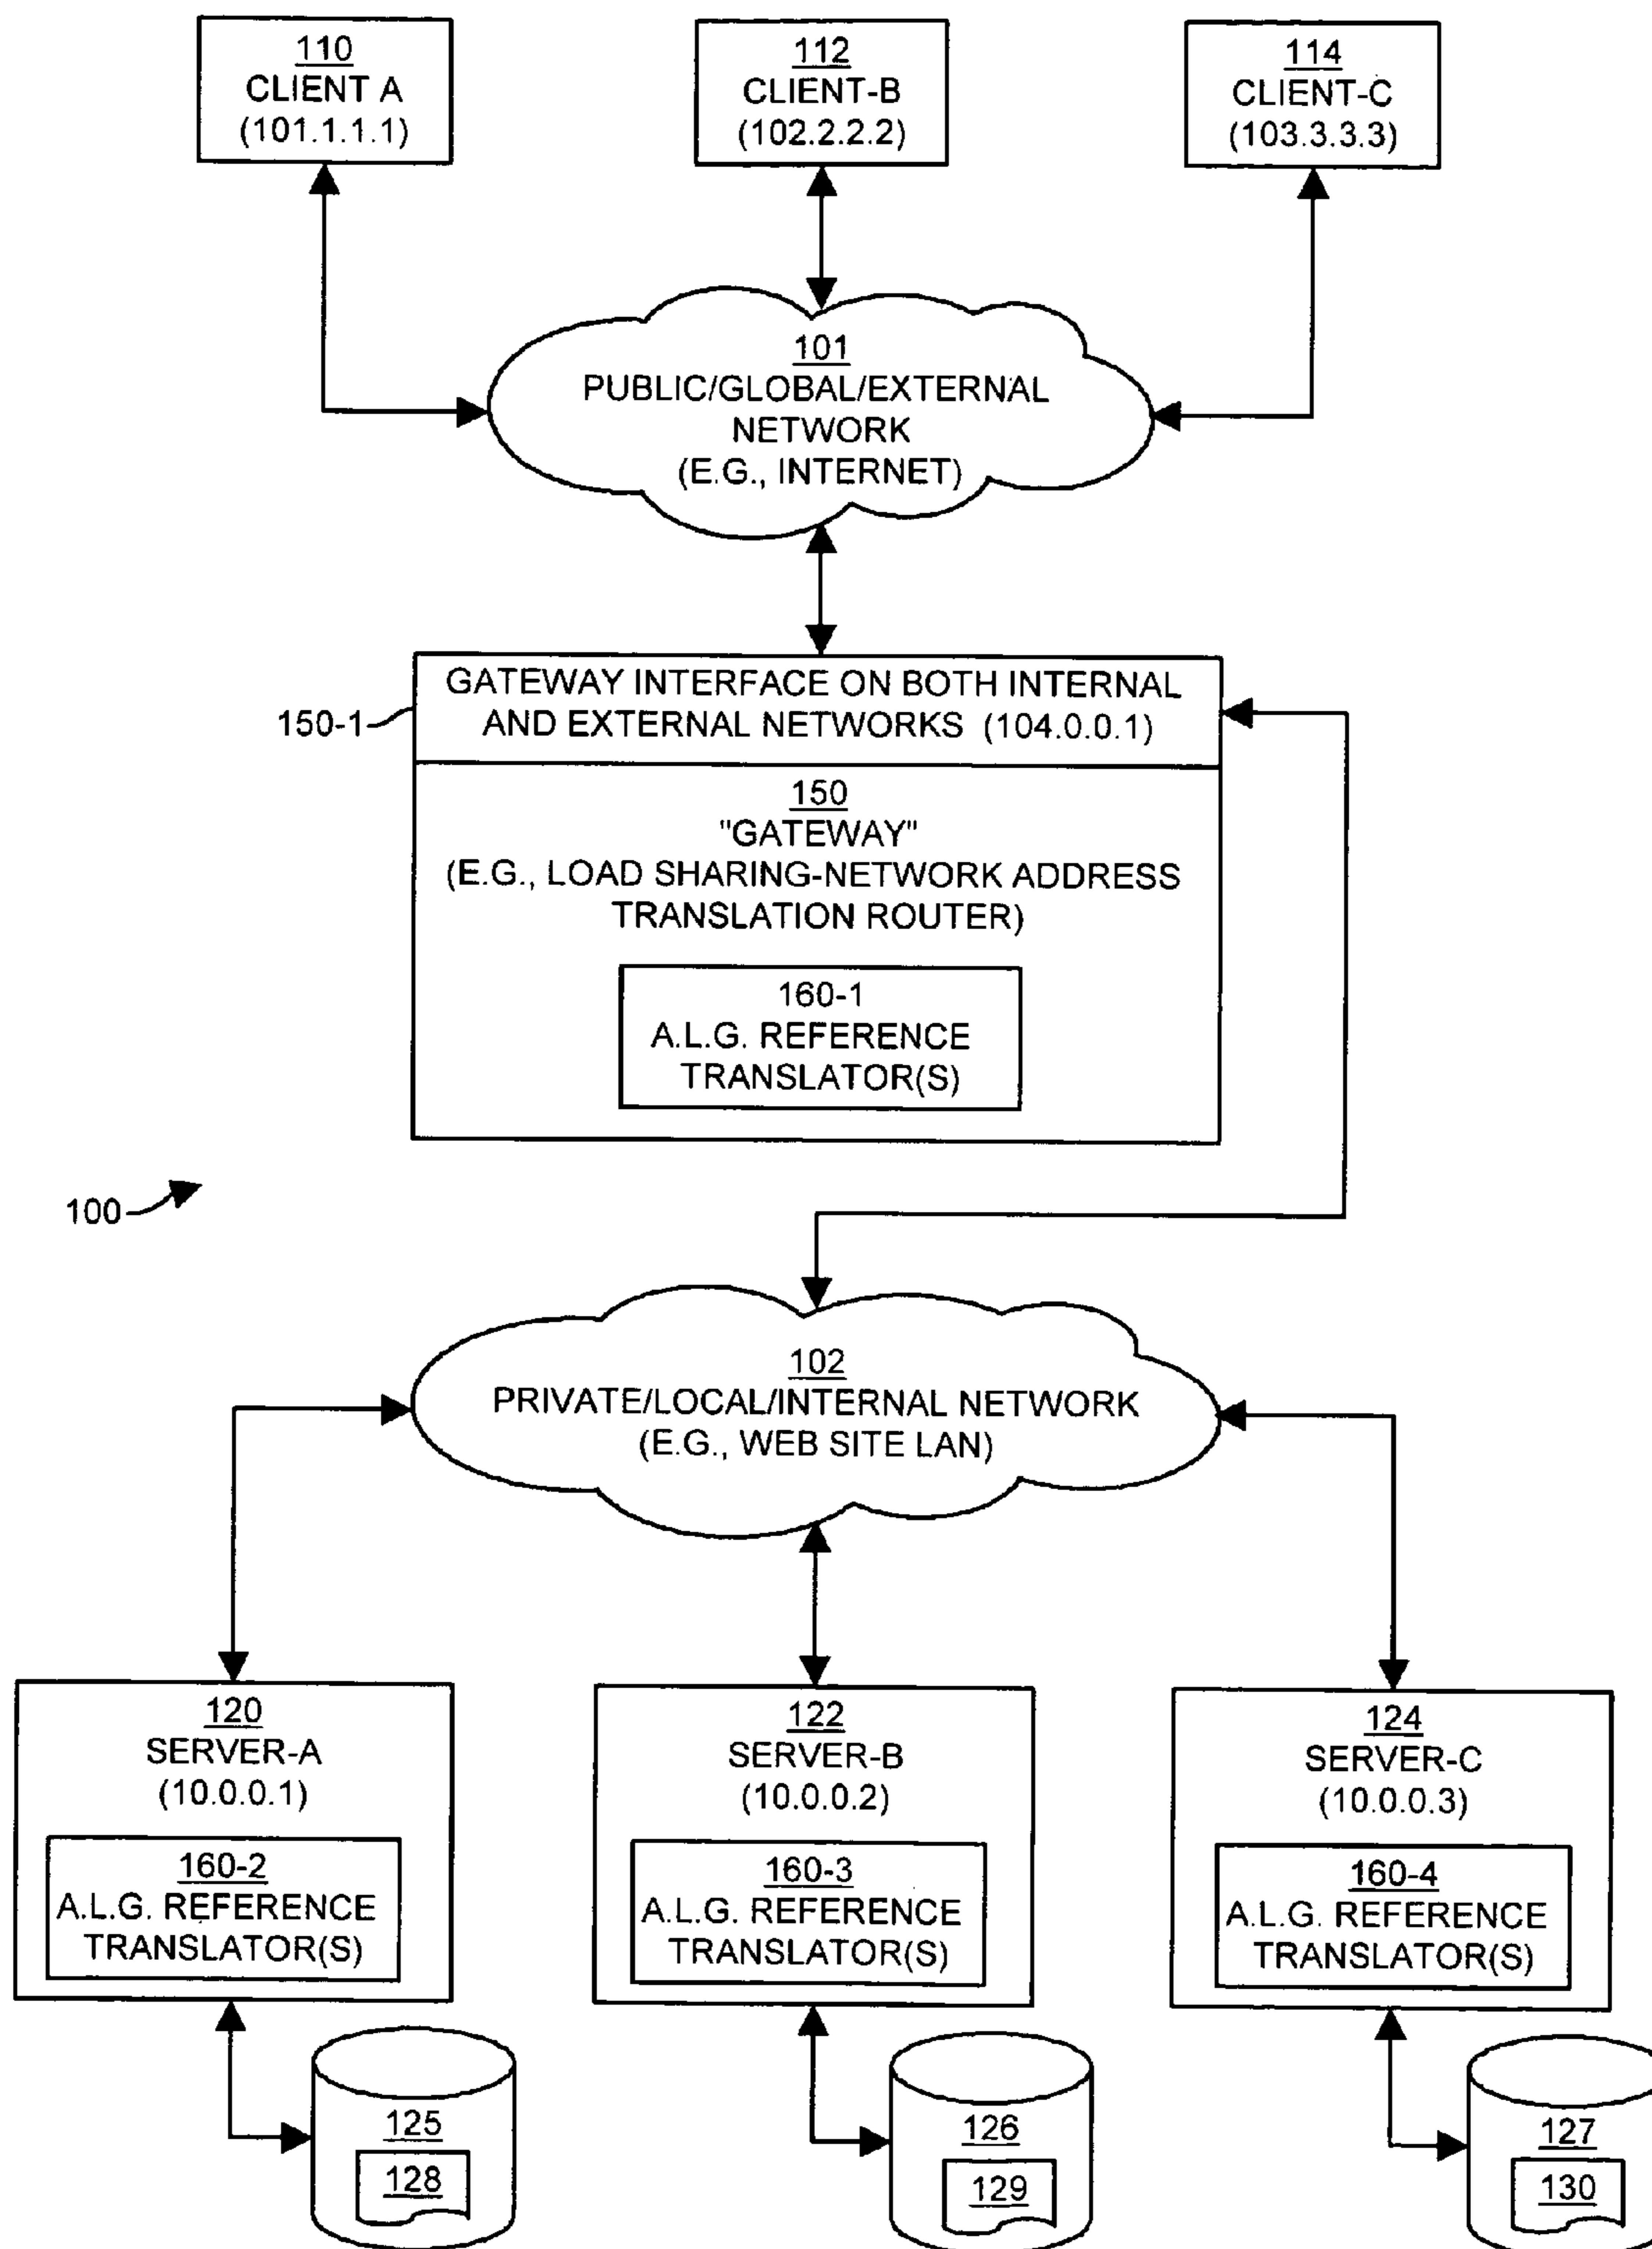 110
CLIENT A
(101.1.1.1)
112
CLIENT-B
(102.2.2.2)
114
CLIENT-C
(103.3.3.3)
101
PUBLIC/GLOBAL/EXTERNAL
NETWORK
(E.G., INTERNET)
150-1
GATEWAY INTERFACE ON BOTH INTERNAL
AND EXTERNAL NETWORKS (104.0.0.1)
150
"GATEWAY"
(E.G., LOAD SHARING-NETWORK ADDRESS
TRANSLATION ROUTER)
160-1
A.L.G. REFERENCE
TRANSLATOR(S)
100
102
PRIVATE/LOCAL/INTERNAL NETWORK
(E.G., WEB SITE LAN)
120
SERVER-A
(10.0.0.1)
160-2
A.L.G. REFERENCE
TRANSLATOR(S)
122
SERVER-B
(10.0.0.2)
160-3
A.L.G. REFERENCE
TRANSLATOR(S)
124
SERVER-C
(10.0.0.3)
160-4
A.L.G. REFERENCE
TRANSLATOR(S)
125
128
126
129
127
130